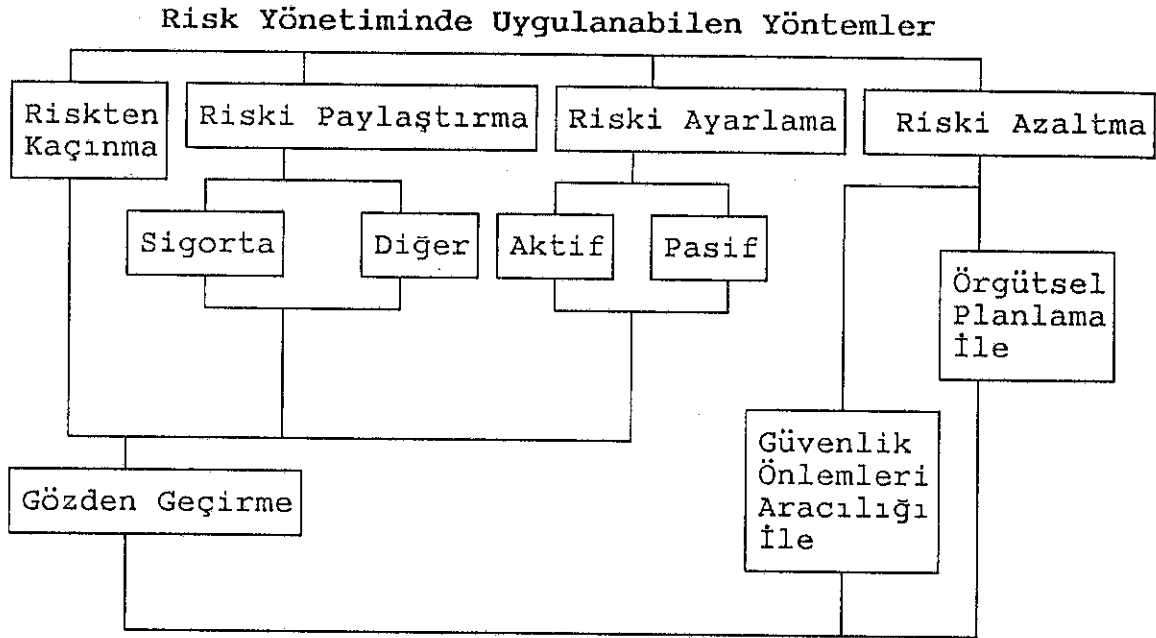 Risk Yönetiminde Uygulanabilen Yöntemler
Riskten
Kaçınma
Riski Paylaştırma
Riski Ayarlama
Riski Azaltma
Sigorta
Diğer
Aktif
Pasif
Örgütsel
Planlama
İle
Güvenlik
Önlemleri
Aracılığı
İle
Gözden Geçirme